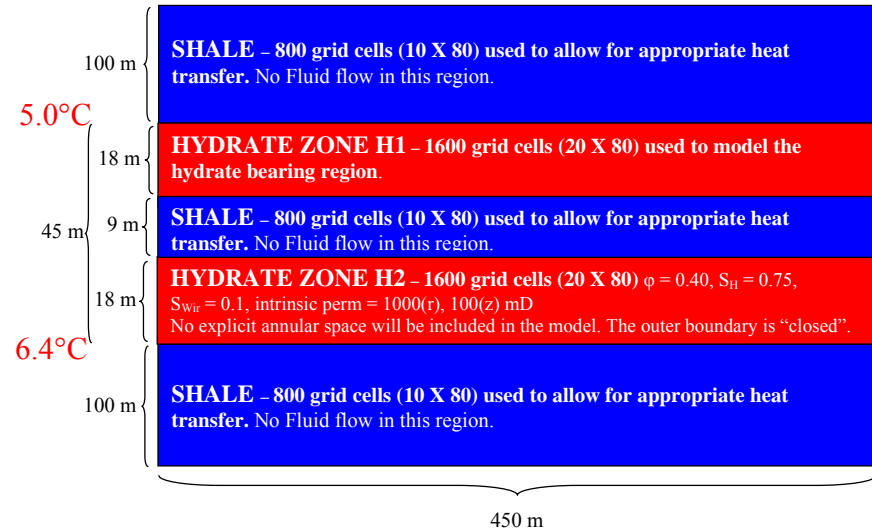 SHALE – 800 grid cells (10 X 80) used to allow for appropriate heat
transfer. No Fluid flow in this region.
100 m
5.0°C
HYDRATE ZONE H1 – 1600 grid cells (20 X 80) used to model the
hydrate bearing region.
18 m
SHALE – 800 grid cells (10 X 80) used to allow for appropriate heat
transfer. No Fluid flow in this region.
9 m
45 m
HYDRATE ZONE H2 – 1600 grid cells (20 X 80) φ = 0.40, S_H = 0.75,
S_Wir = 0.1, intrinsic perm = 1000(r), 100(z) mD
No explicit annular space will be included in the model. The outer boundary is “closed”.
18 m
6.4°C
SHALE – 800 grid cells (10 X 80) used to allow for appropriate heat
transfer. No Fluid flow in this region.
100 m
450 m